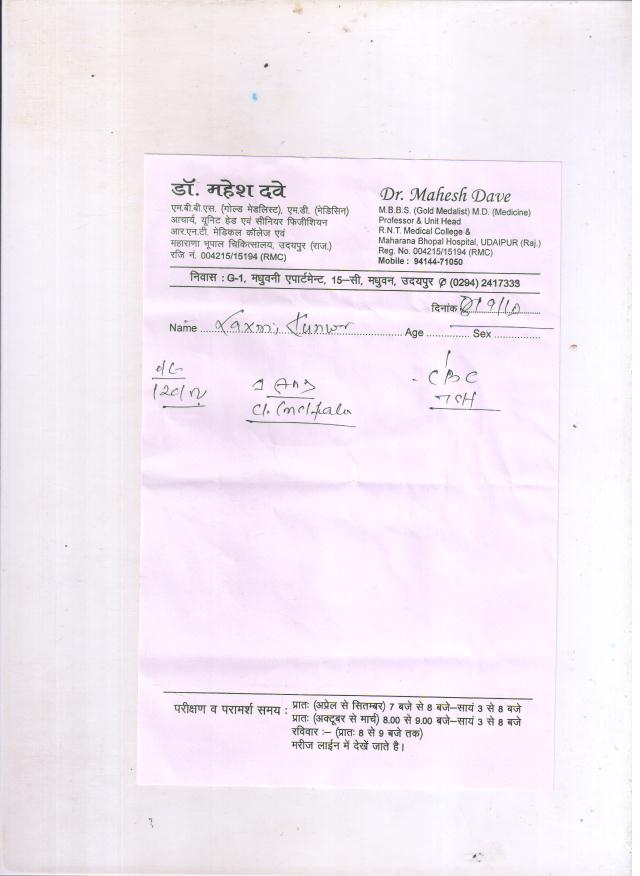 डॉ. महेश दवे
एम.बी.बी.एस. (गोल्ड मेडलिस्ट), एम.डी. (मेडिसिन)
आचार्य, यूनिट हेड एवं सीनियर फिजीशियन
आर.एन.टी. मेडिकल कॉलेज एवं
महाराणा भूपाल चिकित्सालय, उदयपुर (राज.)
रजि नं. 004215/15194 (RMC)
Dr. Mahesh Dave
M.B.B.S. (Gold Medalist) M.D. (Medicine)
Professor & Unit Head
R.N.T. Medical College &
Maharana Bhopal Hospital, UDAIPUR (Raj.)
Reg. No. 004215/15194 (RMC)
Mobile : 94144-71050
निवास : G-1, मधुवनी एपार्टमेन्ट, 15–सी, मधुवन, उदयपुर ✆ (0294) 2417333
दिनांक
Name Laxmi Kunwar Age Sex
CBC
TSH
परीक्षण व परामर्श समय : प्रातः (अप्रेल से सितम्बर) 7 बजे से 8 बजे–सायं 3 से 8 बजे
प्रातः (अक्टूबर से मार्च) 8.00 से 9.00 बजे–सायं 3 से 8 बजे
रविवार :– (प्रातः 8 से 9 बजे तक)
मरीज लाईन में देखें जाते है।